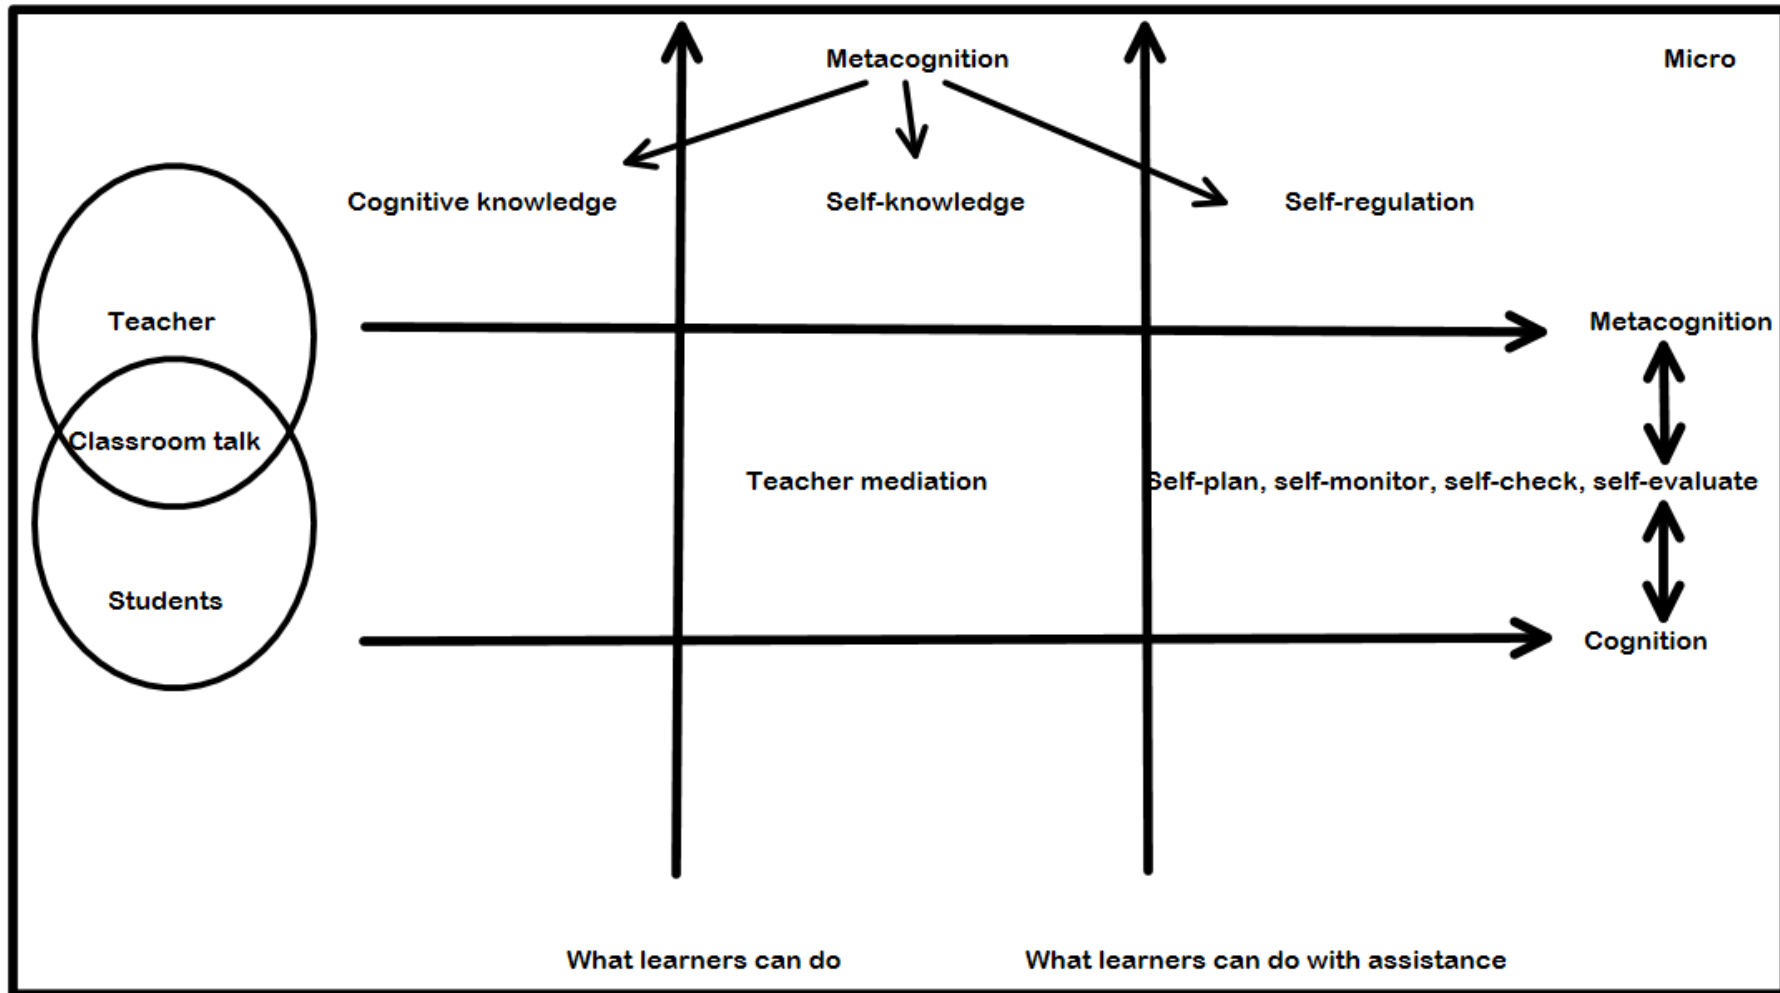 Metacognition
Micro
Cognitive knowledge
Self-knowledge
Self-regulation
Teacher
Metacognition
Classroom talk
Teacher mediation
Self-plan, self-monitor, self-check, self-evaluate
Students
Cognition
What learners can do
What learners can do with assistance